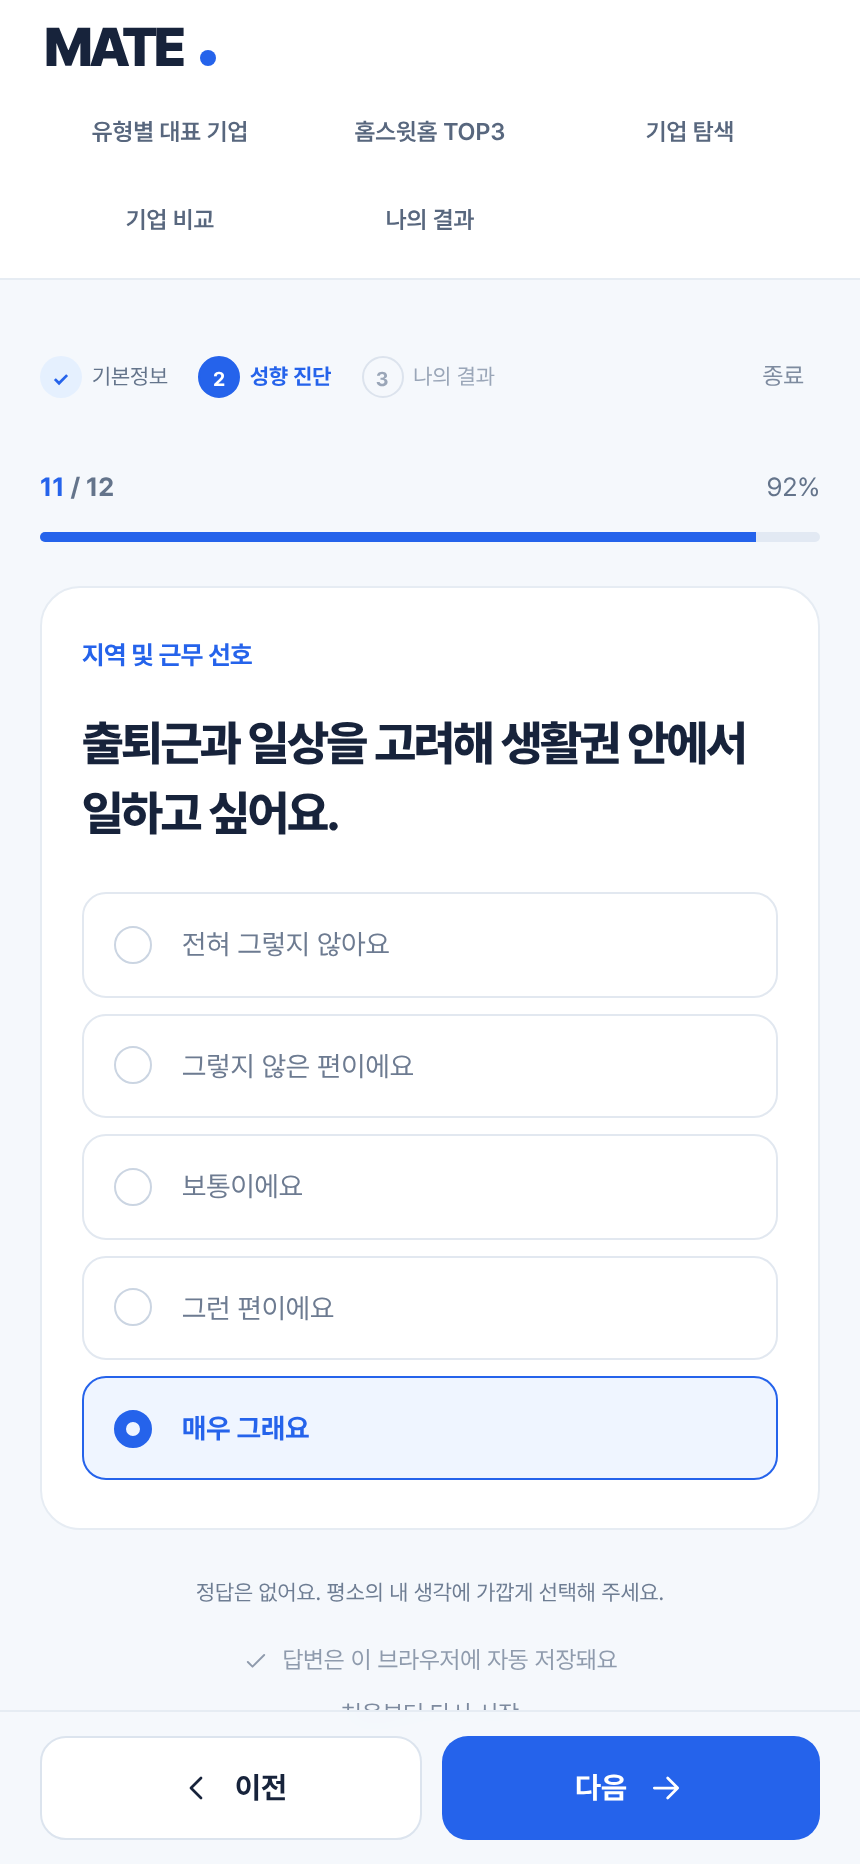 MATE
유형별 대표 기업
홈스윗홈 TOP3
기업 탐색
기업 비교
나의 결과
기본정보
2 성향 진단
3 나의 결과
종료
11 / 12
92%
지역 및 근무 선호
출퇴근과 일상을 고려해 생활권 안에서
일하고 싶어요.
전혀 그렇지 않아요
그렇지 않은 편이에요
보통이에요
그런 편이에요
매우 그래요
정답은 없어요. 평소의 내 생각에 가깝게 선택해 주세요.
답변은 이 브라우저에 자동 저장돼요
이전
다음